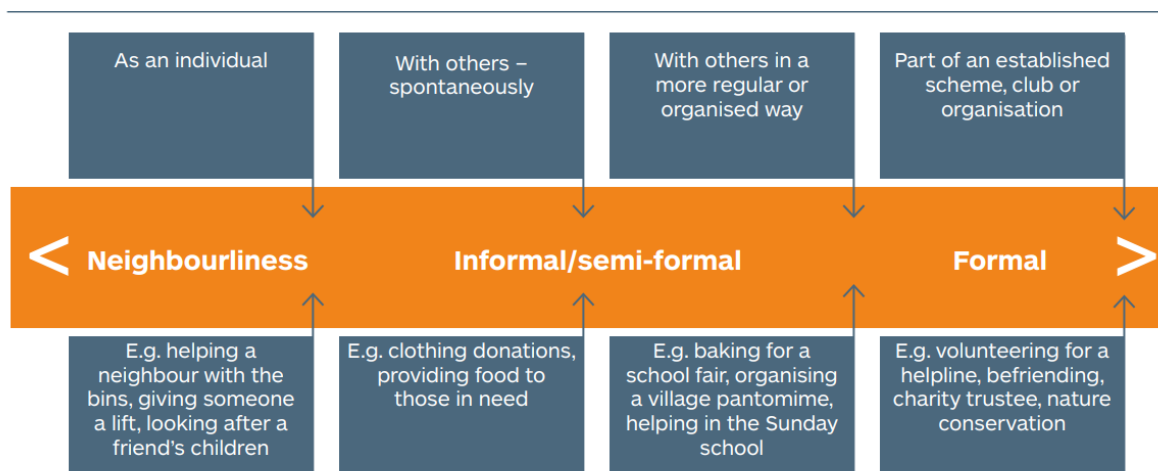 As an individual
With others –
spontaneously
With others in a
more regular or
organised way
Part of an established
scheme, club or
organisation
< Neighbourliness Informal/semi-formal Formal >
E.g. helping a
neighbour with the
bins, giving someone
a lift, looking after a
friend’s children
E.g. clothing donations,
providing food to
those in need
E.g. baking for a
school fair, organising
a village pantomime,
helping in the Sunday
school
E.g. volunteering for a
helpline, befriending,
charity trustee, nature
conservation